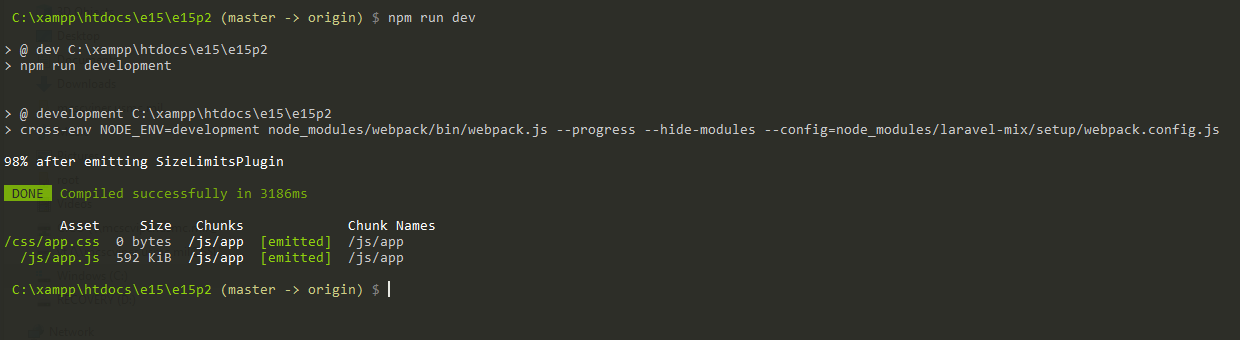 C:\xampp\htdocs\e15\e15p2 (master -> origin) $ npm run dev
> @ dev C:\xampp\htdocs\e15\e15p2
> npm run development
> @ development C:\xampp\htdocs\e15\e15p2
> cross-env NODE_ENV=development node_modules/webpack/bin/webpack.js --progress --hide-modules --config=node_modules/laravel-mix/setup/webpack.config.js
98% after emitting SizeLimitsPlugin
DONE Compiled successfully in 3186ms
Asset Size Chunks Chunk Names
/css/app.css 0 bytes /js/app [emitted] /js/app
/js/app.js 592 KiB /js/app [emitted] /js/app
C:\xampp\htdocs\e15\e15p2 (master -> origin) $
Network